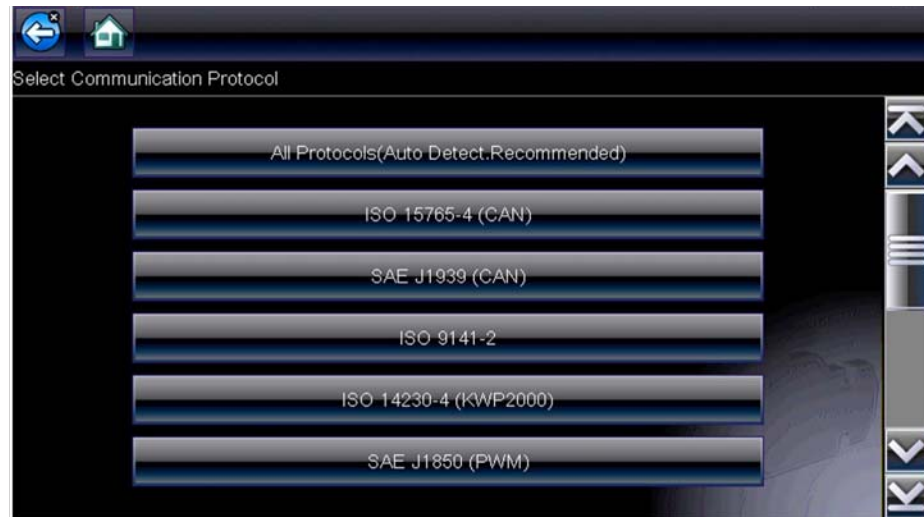 Select Communication Protocol
All Protocols(Auto Detect.Recommended)
ISO 15765-4 (CAN)
SAE J1939 (CAN)
ISO 9141-2
ISO 14230-4 (KWP2000)
SAE J1850 (PWM)